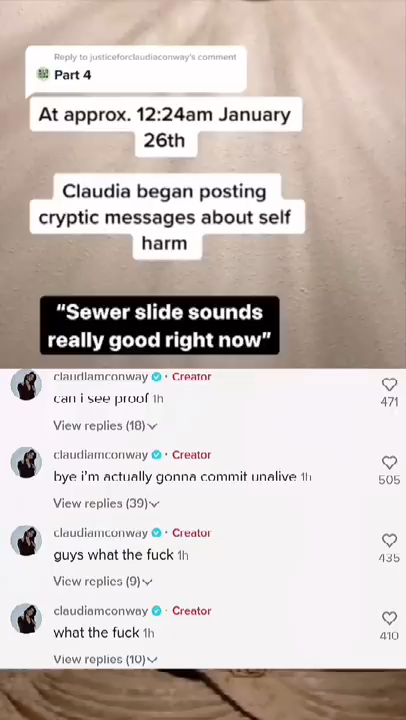 Reply to justiceforclaudiaconway's comment
Part 4
At approx. 12:24am January
26th
Claudia began posting
cryptic messages about self
harm
“Sewer slide sounds
really good right now”
claudiamconway · Creator
can i see proof 1h
471
View replies (18)
claudiamconway · Creator
bye i'm actually gonna commit unalive 1h
505
View replies (39)
claudiamconway · Creator
guys what the fuck 1h
435
View replies (9)
claudiamconway · Creator
what the fuck 1h
410
View replies (10)